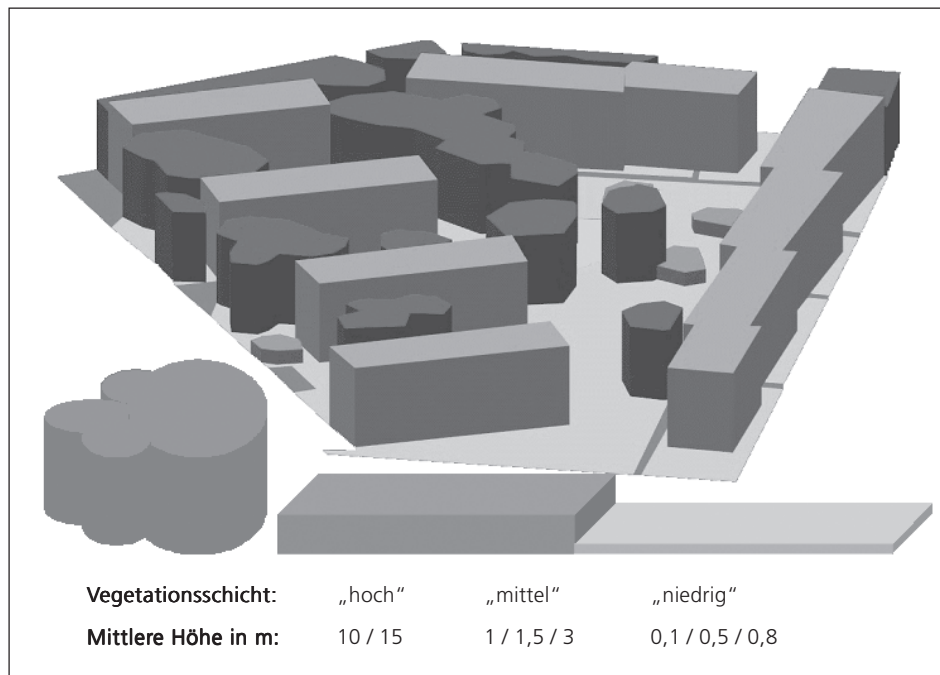 Vegetationsschicht: „hoch“ „mittel“ „niedrig“
Mittlere Höhe in m: 10 / 15 1 / 1,5 / 3 0,1 / 0,5 / 0,8